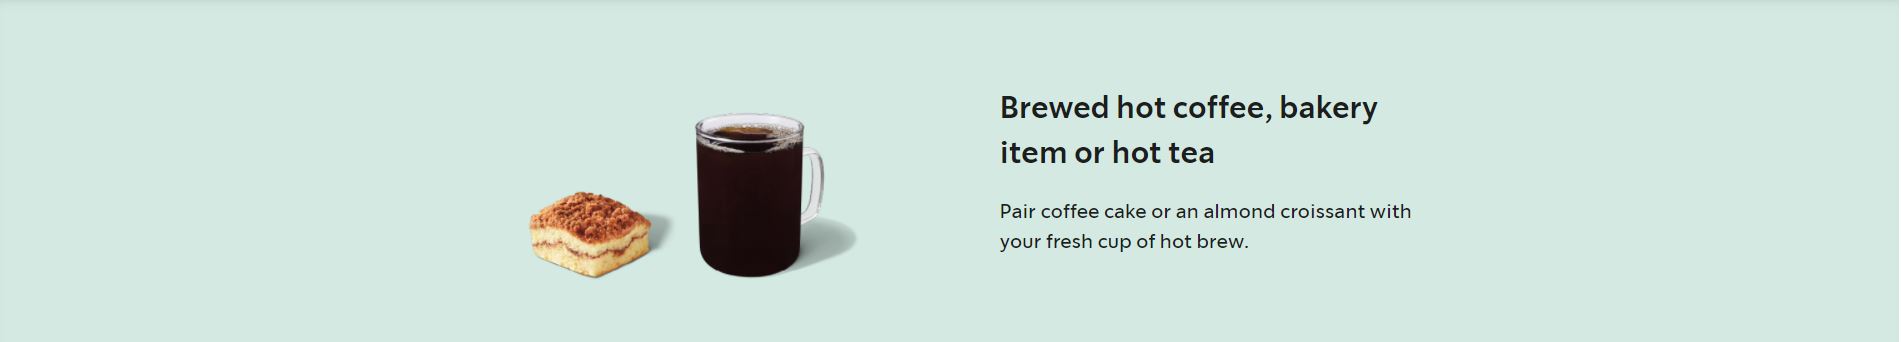 Brewed hot coffee, bakery
item or hot tea
Pair coffee cake or an almond croissant with
your fresh cup of hot brew.